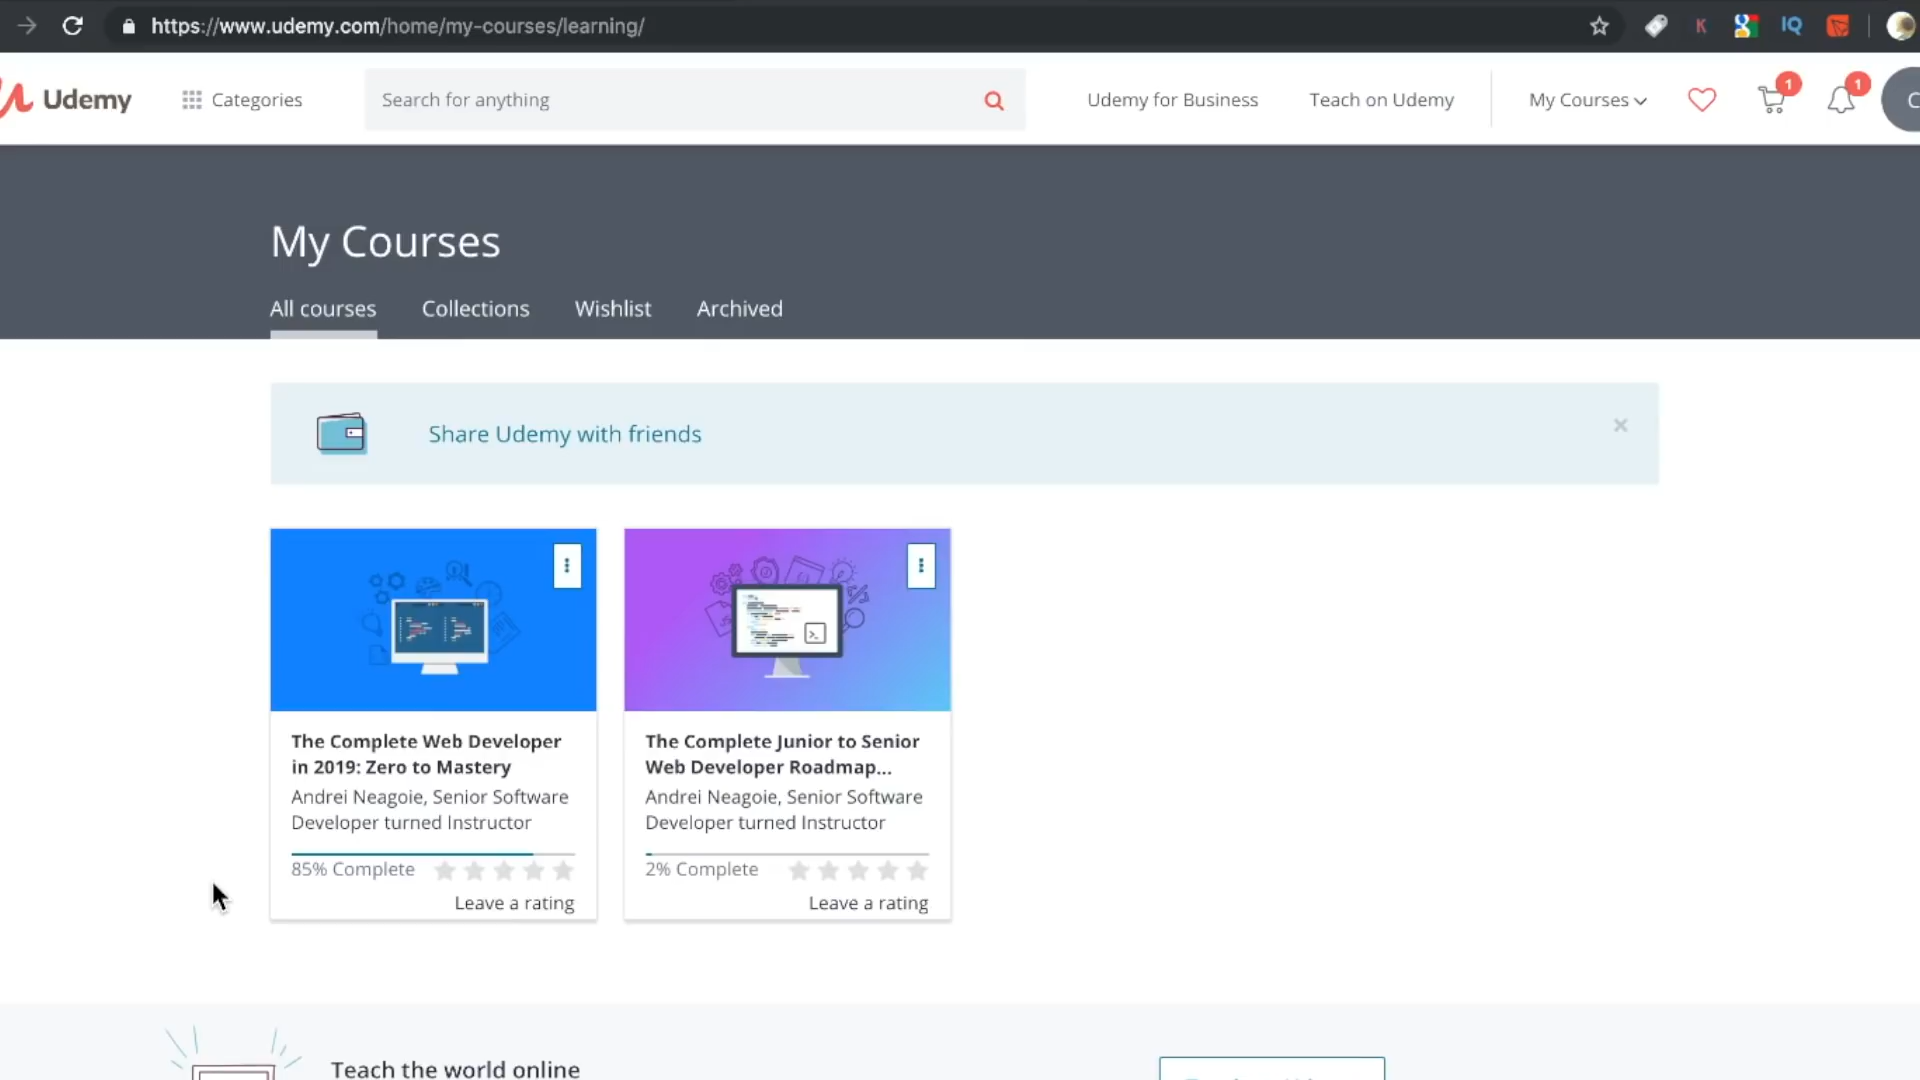 https://www.udemy.com/home/my-courses/learning/
K
IQ
Udemy
Categories
Search for anything
Udemy for Business
Teach on Udemy
My Courses
1
1
C
My Courses
All courses
Collections
Wishlist
Archived
Share Udemy with friends
The Complete Web Developer
in 2019: Zero to Mastery
Andrei Neagoie, Senior Software
Developer turned Instructor
85% Complete
Leave a rating
The Complete Junior to Senior
Web Developer Roadmap...
Andrei Neagoie, Senior Software
Developer turned Instructor
2% Complete
Leave a rating
Teach the world online